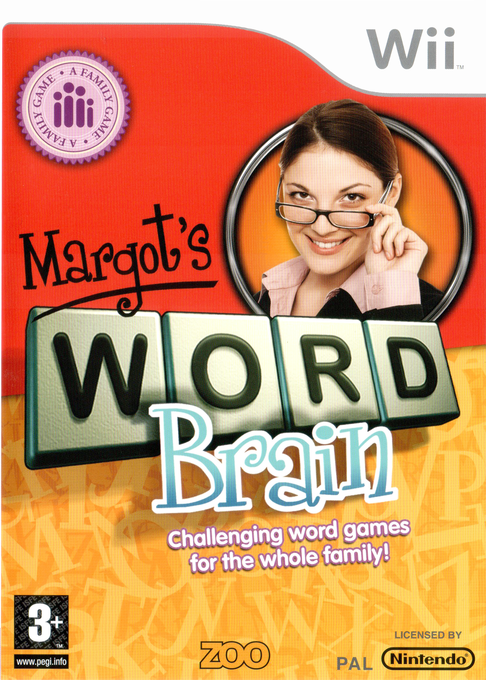 Wii
TM
A FAMILY GAME • A FAMILY GAME •
Margot's
WORD
Brain
Challenging word games
for the whole family!
3+
www.pegi.info
ZOO
PAL
LICENSED BY
Nintendo